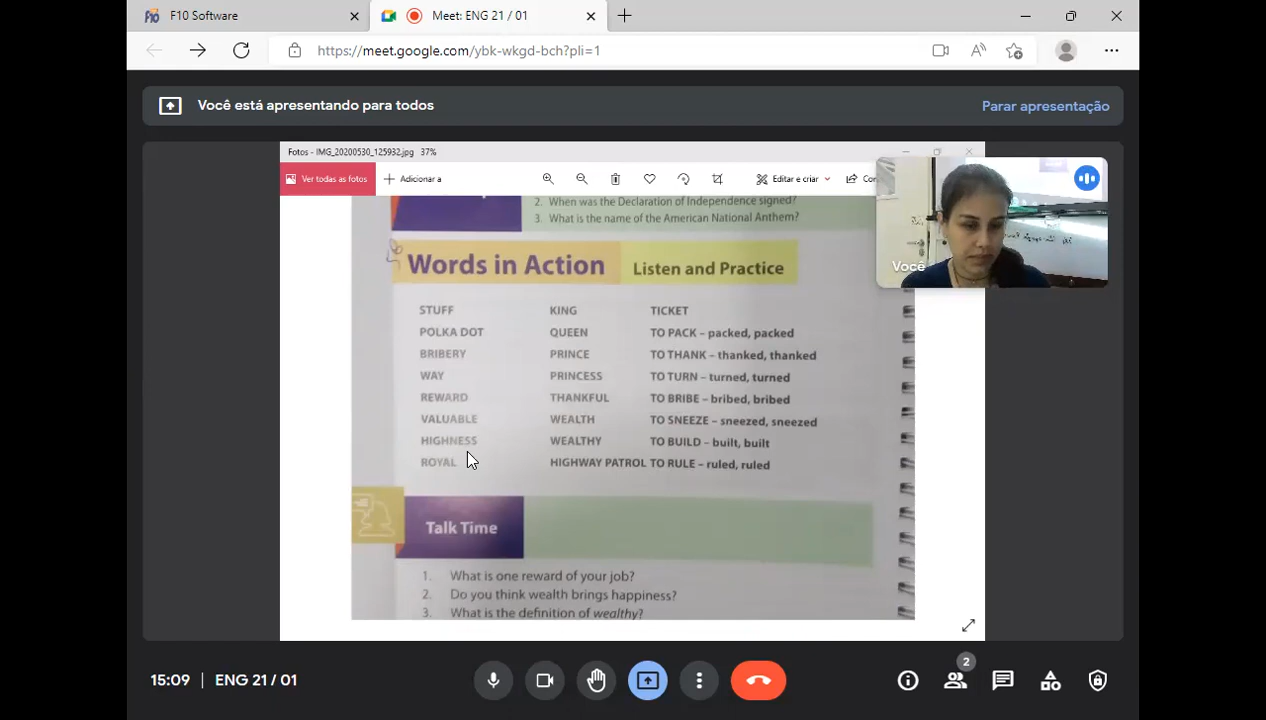 F10 Software
Meet: ENG 21 / 01
https://meet.google.com/ybk-wkgd-bch?pli=1
Você está apresentando para todos
Parar apresentação
Fotos - IMG_20200530_125932.jpg 37%
Ver todas as fotos
Adicionar a
Editar e criar
2. When was the Declaration of Independence signed?
3. What is the name of the American National Anthem?
Você
Words in Action Listen and Practice
STUFF KING TICKET
POLKA DOT QUEEN TO PACK – packed, packed
BRIBERY PRINCE TO THANK – thanked, thanked
WAY PRINCESS TO TURN – turned, turned
REWARD THANKFUL TO BRIBE – bribed, bribed
VALUABLE WEALTH TO SNEEZE – sneezed, sneezed
HIGHNESS WEALTHY TO BUILD – built, built
ROYAL HIGHWAY PATROL TO RULE – ruled, ruled
Talk Time
1. What is one reward of your job?
2. Do you think wealth brings happiness?
3. What is the definition of wealthy?
2
15:09 | ENG 21 / 01